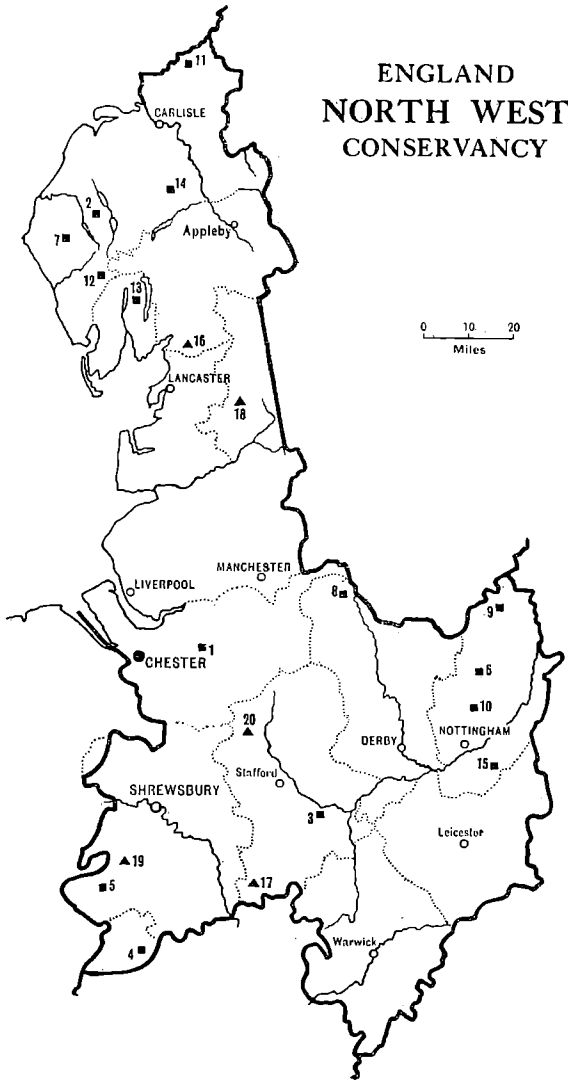 ENGLAND
NORTH WEST
CONSERVANCY
11
CARLISLE
14
2
7
Appleby
12
13
16
LANCASTER
18
0 10 20
Miles
MANCHESTER
LIVERPOOL
8
9
1
CHESTER
6
10
20
DERBY
NOTTINGHAM
15
Stafford
SHREWSBURY
3
Leicester
19
5
17
4
Warwick